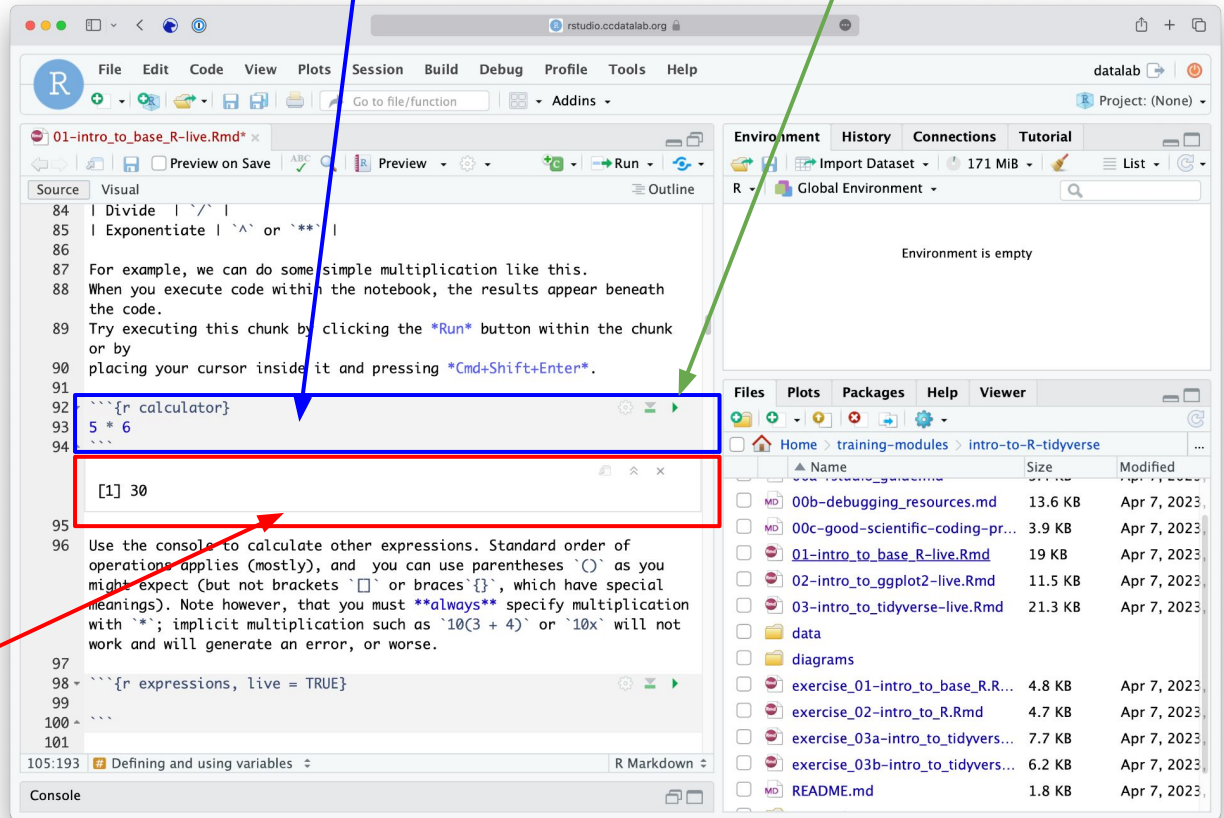 rstudio.ccdatalab.org
R
File Edit Code View Plots Session Build Debug Profile Tools Help
datalab
Go to file/function
Addins
Project: (None)
01-intro_to_base_R-live.Rmd*
Preview on Save
ABC
Preview
Run
Source Visual
Outline
84 | Divide | `/` |
85 | Exponentiate | `^` or `**` |
86
87 For example, we can do some simple multiplication like this.
88 When you execute code within the notebook, the results appear beneath
the code.
89 Try executing this chunk by clicking the *Run* button within the chunk
or by
90 placing your cursor inside it and pressing *Cmd+Shift+Enter*.
91
92 ```{r calculator}
93 5 * 6
94 ```
[1] 30
95
96 Use the console to calculate other expressions. Standard order of
operations applies (mostly), and  you can use parentheses `()` as you
might expect (but not brackets `[]` or braces`{}`, which have special
meanings). Note however, that you must **always** specify multiplication
with `*`; implicit multiplication such as `10(3 + 4)` or `10x` will not
work and will generate an error, or worse.
97
98 ```{r expressions, live = TRUE}
99
100 ```
101
105:193 # Defining and using variables
R Markdown
Console
Environment History Connections Tutorial
Import Dataset
171 MiB
List
R
Global Environment
Environment is empty
Files Plots Packages Help Viewer
Home > training-modules > intro-to-R-tidyverse
...
Name Size Modified
00b-debugging_resources.md 13.6 KB Apr 7, 2023,
00c-good-scientific-coding-pr... 3.9 KB Apr 7, 2023,
01-intro_to_base_R-live.Rmd 19 KB Apr 7, 2023,
02-intro_to_ggplot2-live.Rmd 11.5 KB Apr 7, 2023,
03-intro_to_tidyverse-live.Rmd 21.3 KB Apr 7, 2023,
data
diagrams
exercise_01-intro_to_base_R.R... 4.8 KB Apr 7, 2023,
exercise_02-intro_to_R.Rmd 4.7 KB Apr 7, 2023,
exercise_03a-intro_to_tidyvers... 7.7 KB Apr 7, 2023,
exercise_03b-intro_to_tidyvers... 6.2 KB Apr 7, 2023,
README.md 1.8 KB Apr 7, 2023,